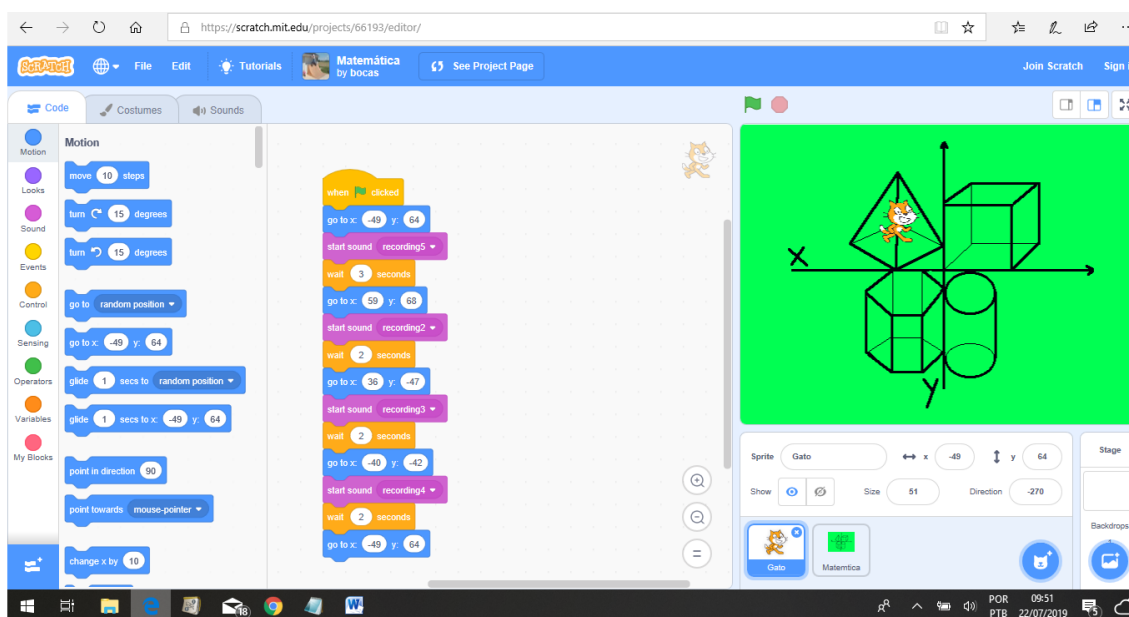 https://scratch.mit.edu/projects/66193/editor/
SCRATCH File Edit Tutorials Matemática
by bocas
See Project Page Join Scratch Sign i
Code Costumes Sounds
Motion
Looks
Sound
Events
Control
Sensing
Operators
Variables
My Blocks
Motion
move 10 steps
turn 15 degrees
turn 15 degrees
go to random position
go to x: -49 y: 64
glide 1 secs to random position
glide 1 secs to x: -49 y: 64
point in direction 90
point towards mouse-pointer
change x by 10
when clicked
go to x: -49 y: 64
start sound recording5
wait 3 seconds
go to x: 59 y: 68
start sound recording2
wait 2 seconds
go to x: 36 y: -47
start sound recording3
wait 2 seconds
go to x: -40 y: -42
start sound recording4
wait 2 seconds
go to x: -49 y: 64
X
y
Sprite Gato x -49 y 64
Show Size 51 Direction -270
Gato
Matemtica
Stage
Backdrops
18
POR 09:51
PTB 22/07/2019
5